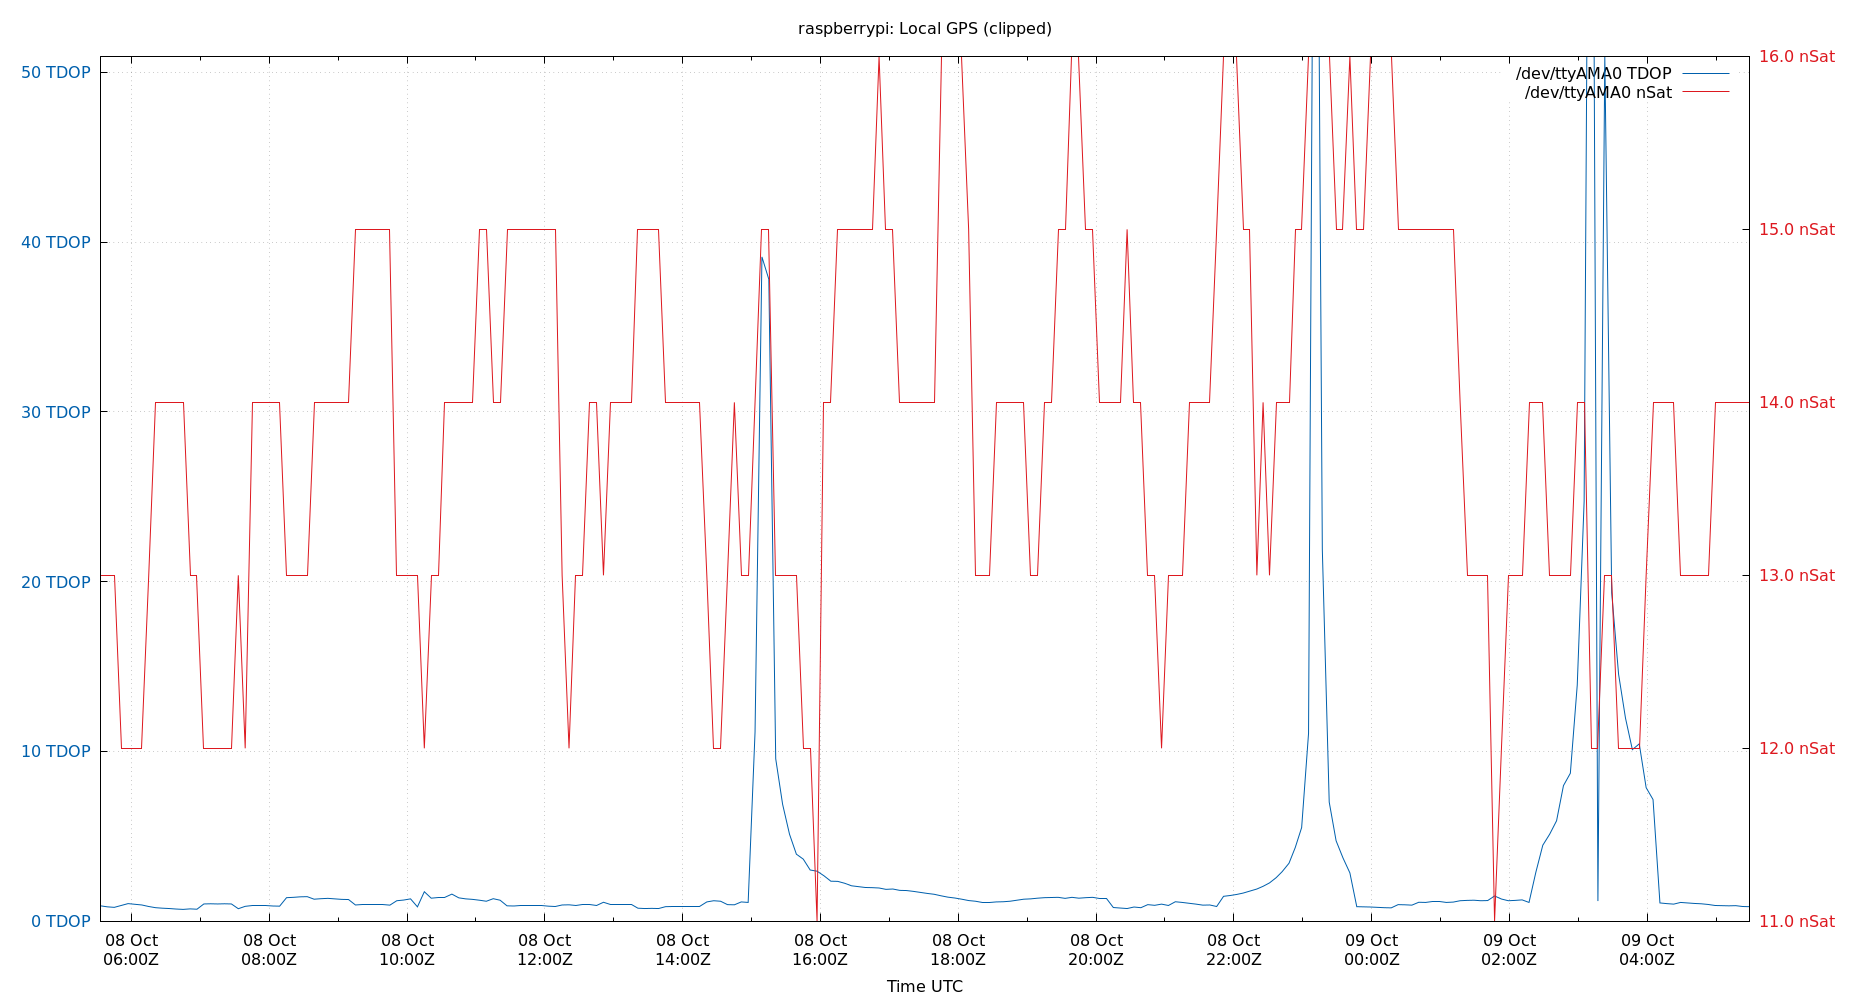 raspberrypi: Local GPS (clipped)
50 TDOP
40 TDOP
30 TDOP
20 TDOP
10 TDOP
0 TDOP
16.0 nSat
15.0 nSat
14.0 nSat
13.0 nSat
12.0 nSat
11.0 nSat
/dev/ttyAMA0 TDOP
/dev/ttyAMA0 nSat
08 Oct 08 Oct 08 Oct 08 Oct 08 Oct 08 Oct 08 Oct 08 Oct 08 Oct 09 Oct 09 Oct 09 Oct
06:00Z 08:00Z 10:00Z 12:00Z 14:00Z 16:00Z 18:00Z 20:00Z 22:00Z 00:00Z 02:00Z 04:00Z
Time UTC